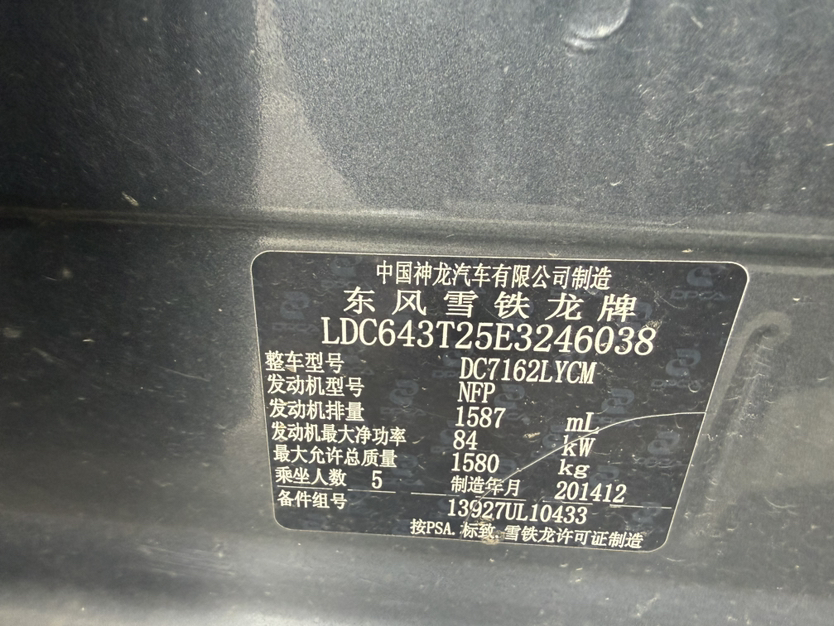 中国神龙汽车有限公司制造
东风雪铁龙牌
LDC643T25E3246038
整车型号 DC7162LYCM
发动机型号 NFP
发动机排量 1587 mL
发动机最大净功率 84 kW
最大允许总质量 1580 kg
乘坐人数 5 制造年月 201412
备件组号 13927UL10433
按PSA.标致.雪铁龙许可证制造